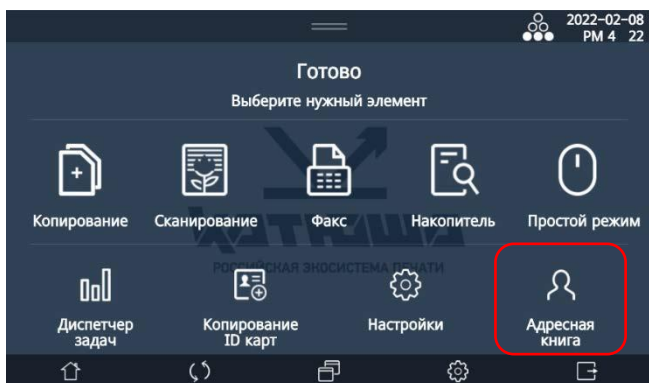 2022-02-08
PM 4 22
Готово
Выберите нужный элемент
Копирование
Сканирование
Факс
Накопитель
Простой режим
КАТЮША
РОССИЙСКАЯ ЭКОСИСТЕМА ПЕЧАТИ
Диспетчер
задач
Копирование
ID карт
Настройки
Адресная
книга